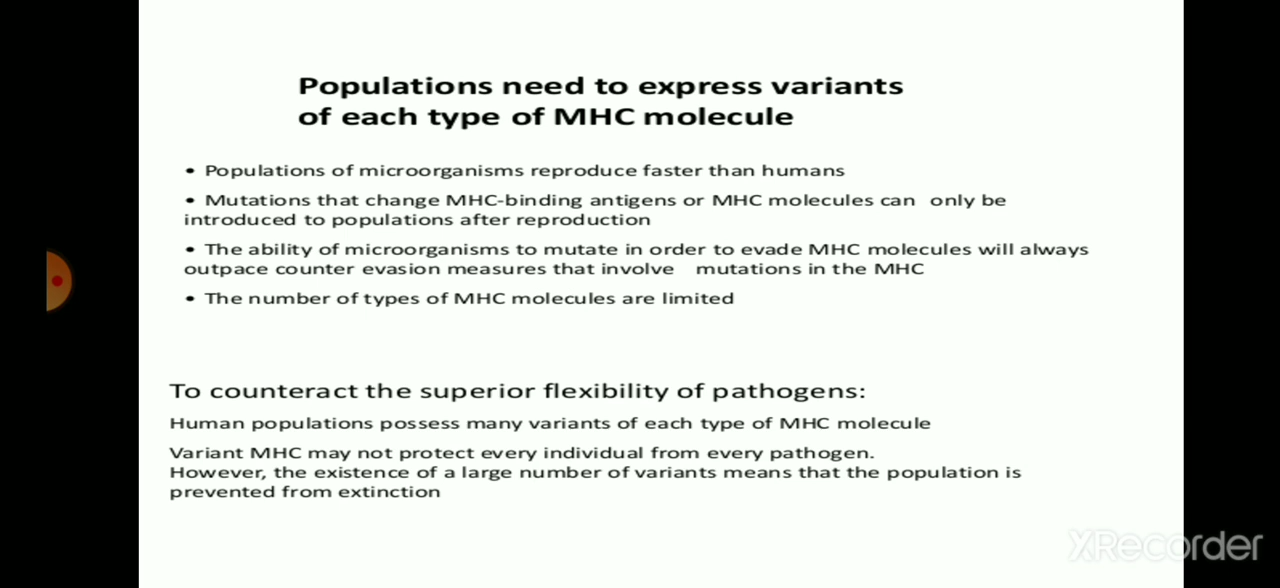 Populations need to express variants
of each type of MHC molecule
• Populations of microorganisms reproduce faster than humans
• Mutations that change MHC-binding antigens or MHC molecules can only be
introduced to populations after reproduction
• The ability of microorganisms to mutate in order to evade MHC molecules will always
outpace counter evasion measures that involve mutations in the MHC
• The number of types of MHC molecules are limited
To counteract the superior flexibility of pathogens:
Human populations possess many variants of each type of MHC molecule
Variant MHC may not protect every individual from every pathogen.
However, the existence of a large number of variants means that the population is
prevented from extinction
XRecorder